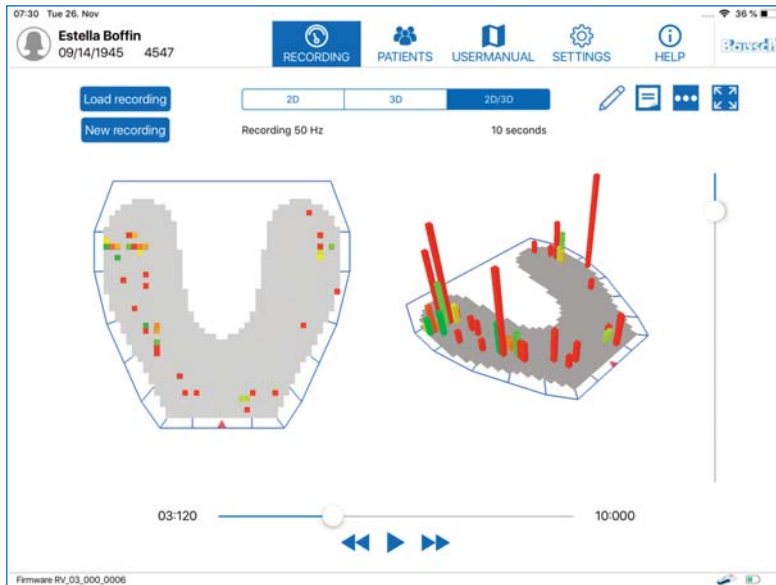 07:30 Tue 26. Nov
36 %
Estella Boffin
09/14/1945 4547
RECORDING
PATIENTS
USERMANUAL
SETTINGS
HELP
Load recording
2D
3D
2D/3D
New recording
Recording 50 Hz
10 seconds
03:120
10:000
Firmware RV_03_000_0006